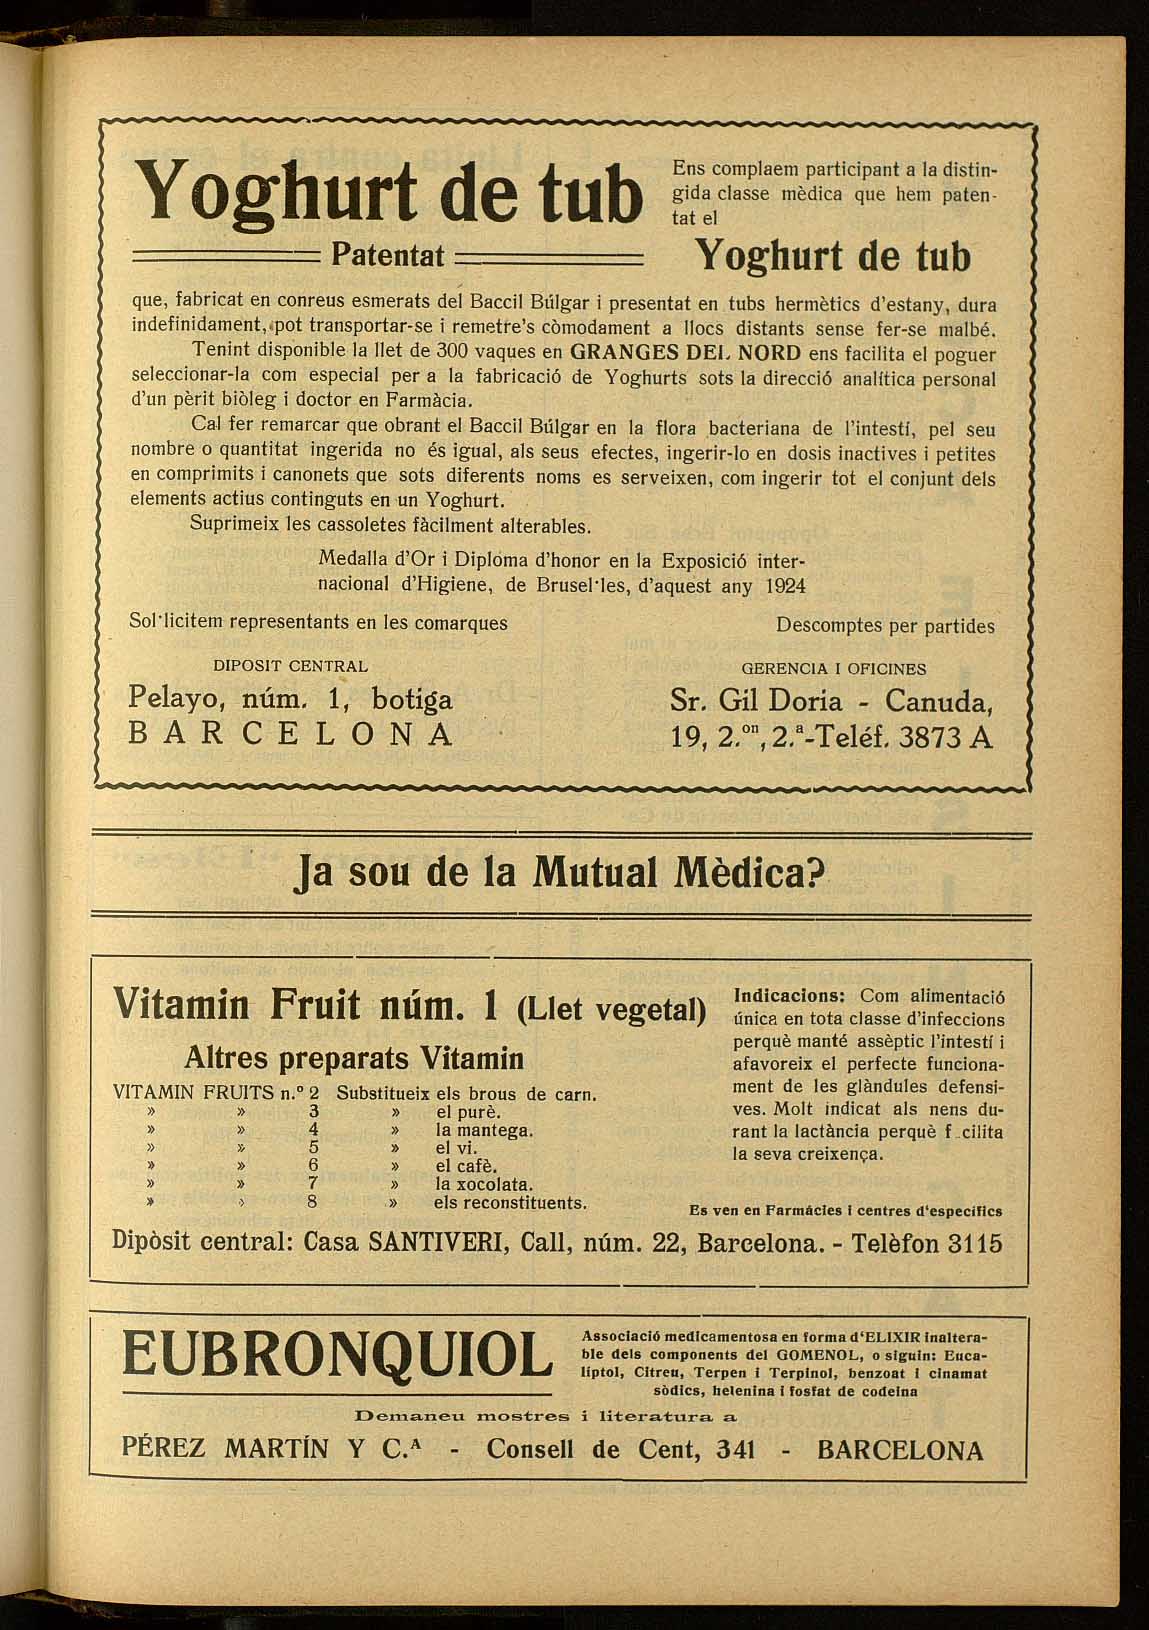 Yoghurt de tub
Patentat
Ens complaem participant a la distin-
gida classe mèdica que hem paten-
tat el
Yoghurt de tub
que, fabricat en conreus esmerats del Baccil Búlgar i presentat en tubs hermètics d'estany, dura
indefinidament, pot transportar-se i remetre's còmodament a llocs distants sense fer-se malbé.
Tenint disponible la llet de 300 vaques en GRANGES DEL NORD ens facilita el poguer
seleccionar-la com especial per a la fabricació de Yoghurts sots la direcció analítica personal
d'un pèrit biòleg i doctor en Farmàcia.
Cal fer remarcar que obrant el Baccil Búlgar en la flora bacteriana de l'intestí, pel seu
nombre o quantitat ingerida no és igual, als seus efectes, ingerir-lo en dosis inactives i petites
en comprimits i canonets que sots diferents noms es serveixen, com ingerir tot el conjunt dels
elements actius continguts en un Yoghurt.
Suprimeix les cassoletes fàcilment alterables.
Medalla d'Or i Diploma d'honor en la Exposició inter-
nacional d'Higiene, de Brusel·les, d'aquest any 1924
Sol·licitem representants en les comarques
Descomptes per partides
DIPOSIT CENTRAL
Pelayo, núm. 1, botiga
BARCELONA
GERENCIA I OFICINES
Sr. Gil Doria - Canuda,
19, 2.on, 2.ª-Teléf. 3873 A
Ja sou de la Mutual Mèdica?
Vitamin Fruit núm. 1 (Llet vegetal)
Altres preparats Vitamin
VITAMIN FRUITS n.º 2 Substitueix els brous de carn.
» » 3 » el purè.
» » 4 » la mantega.
» » 5 » el vi.
» » 6 » el cafè.
» » 7 » la xocolata.
» » 8 » els reconstituents.
Indicacions: Com alimentació
única en tota classe d'infeccions
perquè manté assèptic l'intestí i
afavoreix el perfecte funciona-
ment de les glàndules defensi-
ves. Molt indicat als nens du-
rant la lactància perquè f cilita
la seva creixença.
Es ven en Farmàcies i centres d'especifics
Dipòsit central: Casa SANTIVERI, Call, núm. 22, Barcelona. - Telèfon 3115
EUBRONQUIOL
Associació medicamentosa en forma d'ELIXIR inaltera-
ble dels components del GOMENOL, o siguin: Euca-
liptol, Citreu, Terpen i Terpinol, benzoat i cinamat
sòdics, helenina i fosfat de codeina
Demaneu mostres i literatura a
PÉREZ MARTÍN Y C.ᴬ - Consell de Cent, 341 - BARCELONA